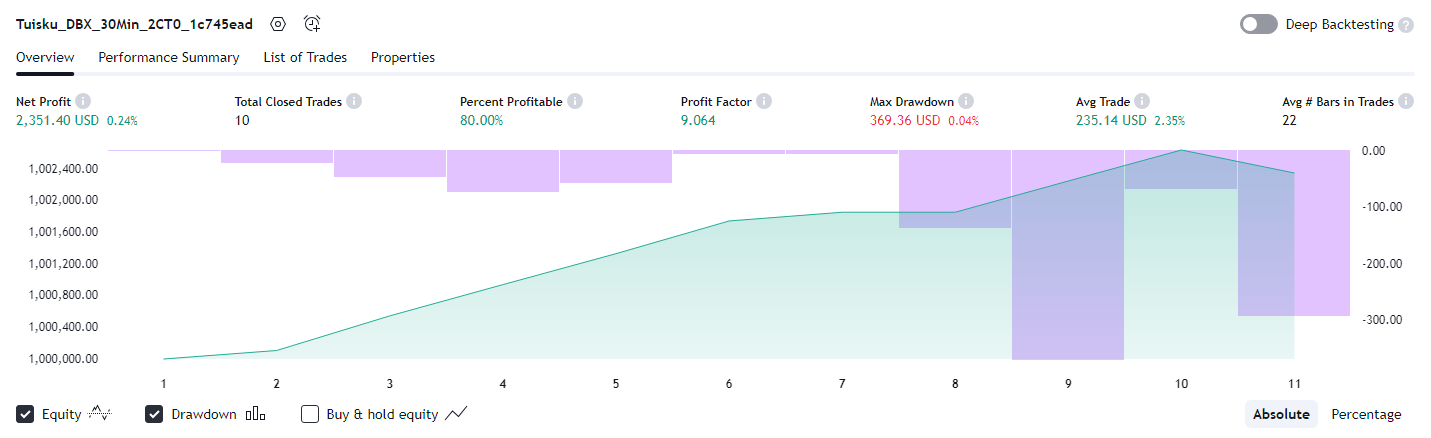 Tuisku_DBX_30Min_2CT0_1c745ead
Deep Backtesting ?
Overview Performance Summary List of Trades Properties
Net Profit i Total Closed Trades i Percent Profitable i Profit Factor i Max Drawdown i Avg Trade i Avg # Bars in Trades i
2,351.40 USD 0.24% 10 80.00% 9.064 369.36 USD 0.04% 235.14 USD 2.35% 22
0.00
1,002,400.00
1,002,000.00
-100.00
1,001,600.00
1,001,200.00 -200.00
1,000,800.00
1,000,400.00 -300.00
1,000,000.00
1 2 3 4 5 6 7 8 9 10 11
Equity Drawdown Buy & hold equity Absolute Percentage